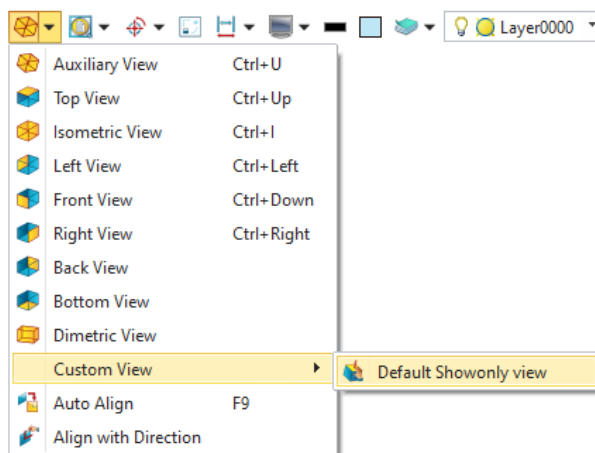 Layer0000
Auxiliary View Ctrl+U
Top View Ctrl+Up
Isometric View Ctrl+I
Left View Ctrl+Left
Front View Ctrl+Down
Right View Ctrl+Right
Back View
Bottom View
Dimetric View
Custom View Default Showonly view
Auto Align F9
Align with Direction